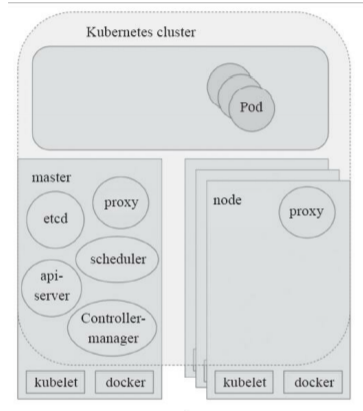 Kubernetes cluster
Pod
master
etcd
proxy
scheduler
api-
server
Controller-
manager
kubelet
docker
node
proxy
kubelet
docker